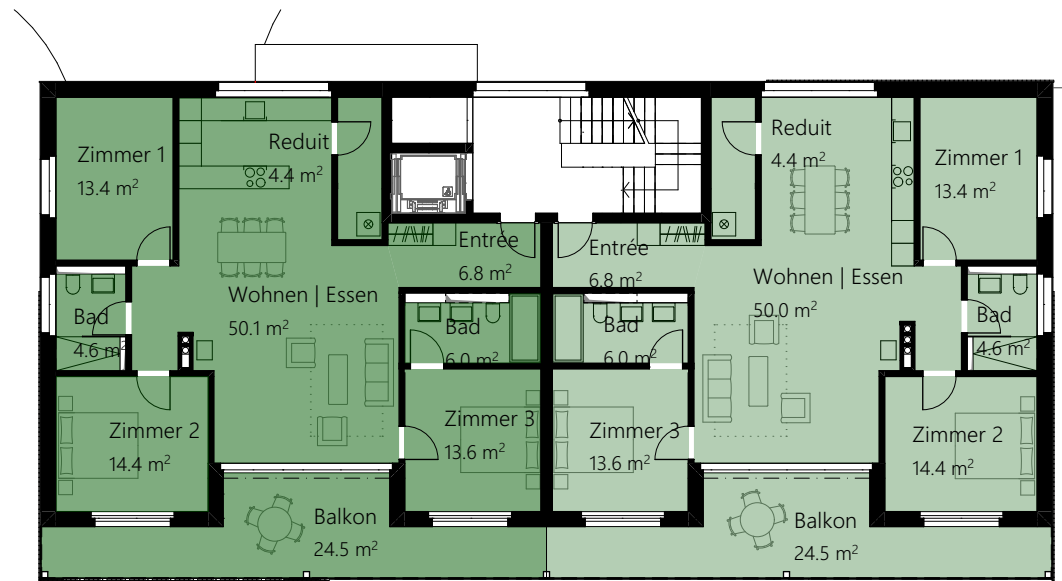 Zimmer 1
13.4 m²
Reduit
4.4 m²
Entrée
6.8 m²
Wohnen | Essen
50.1 m²
Bad
4.6 m²
Bad
6.0 m²
Zimmer 2
14.4 m²
Zimmer 3
13.6 m²
Balkon
24.5 m²
Reduit
4.4 m²
Zimmer 1
13.4 m²
Entrée
6.8 m²
Wohnen | Essen
50.0 m²
Bad
6.0 m²
Bad
4.6 m²
Zimmer 3
13.6 m²
Zimmer 2
14.4 m²
Balkon
24.5 m²